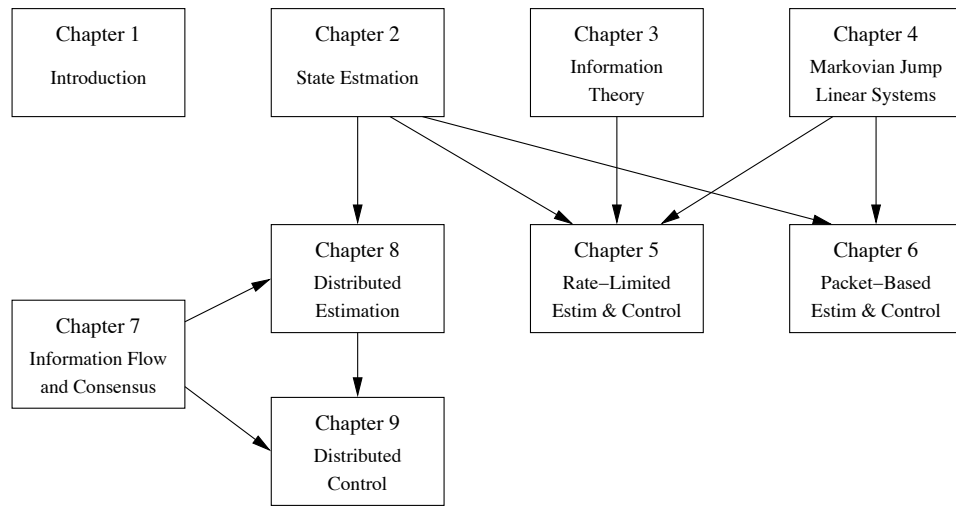 Chapter 1
Introduction
Chapter 2
State Estmation
Chapter 3
Information
Theory
Chapter 4
Markovian Jump
Linear Systems
Chapter 8
Distributed
Estimation
Chapter 5
Rate−Limited
Estim & Control
Chapter 6
Packet−Based
Estim & Control
Chapter 7
Information Flow
and Consensus
Chapter 9
Distributed
Control